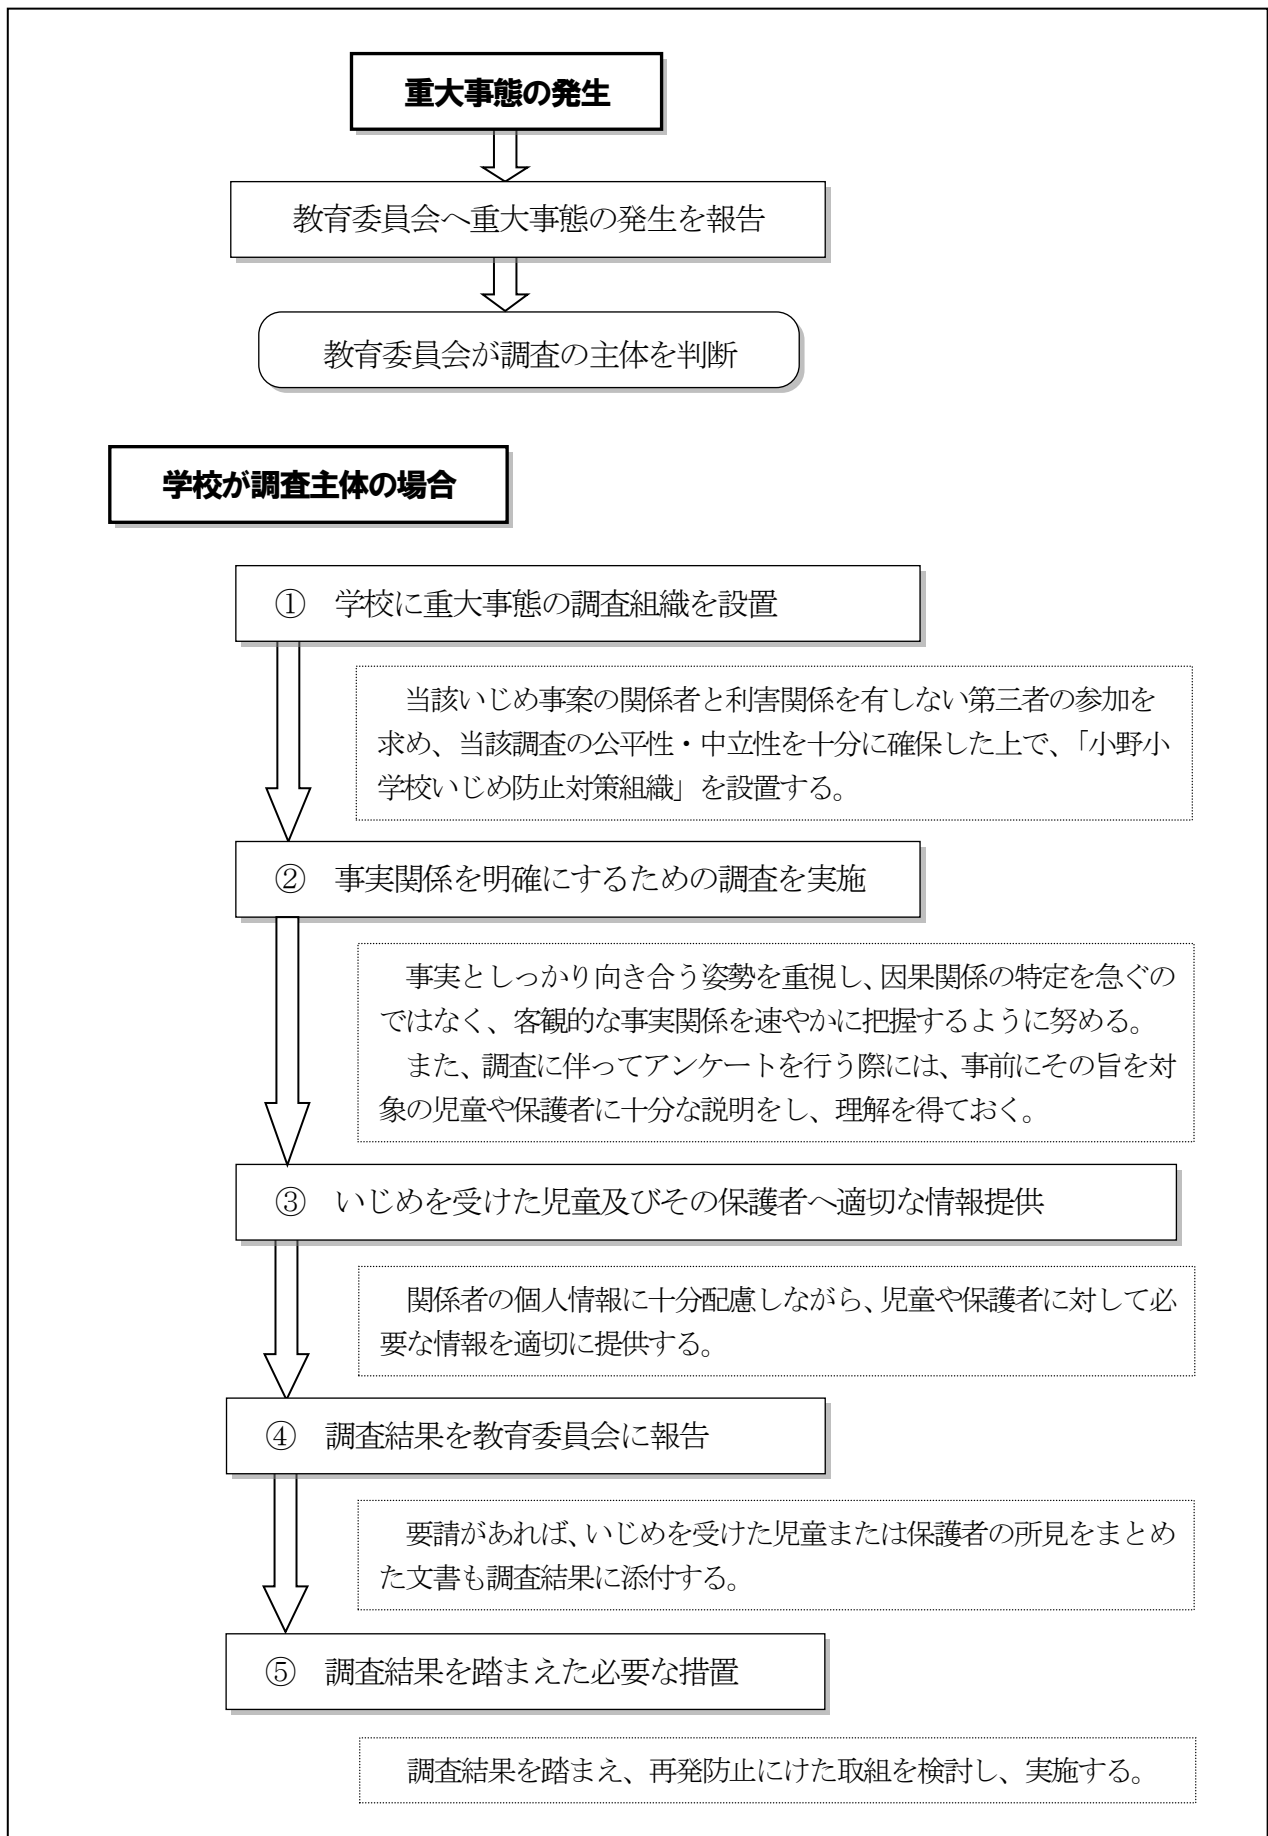 重大事態の発生
教育委員会へ重大事態の発生を報告
教育委員会が調査の主体を判断
学校が調査主体の場合
① 学校に重大事態の調査組織を設置
当該いじめ事案の関係者と利害関係を有しない第三者の参加を
求め、当該調査の公平性・中立性を十分に確保した上で、「小野小
学校いじめ防止対策組織」を設置する。
② 事実関係を明確にするための調査を実施
事実としっかり向き合う姿勢を重視し、因果関係の特定を急ぐの
ではなく、客観的な事実関係を速やかに把握するように努める。
また、調査に伴ってアンケートを行う際には、事前にその旨を対
象の児童や保護者に十分な説明をし、理解を得ておく。
③ いじめを受けた児童及びその保護者へ適切な情報提供
関係者の個人情報に十分配慮しながら、児童や保護者に対して必
要な情報を適切に提供する。
④ 調査結果を教育委員会に報告
要請があれば、いじめを受けた児童または保護者の所見をまとめ
た文書も調査結果に添付する。
⑤ 調査結果を踏まえた必要な措置
調査結果を踏まえ、再発防止にけた取組を検討し、実施する。